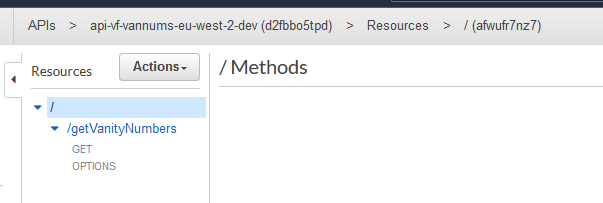 APIs > api-vf-vannums-eu-west-2-dev (d2fbbo5tpd) > Resources > / (afwufr7nz7)
Resources Actions
/ Methods
/
/getVanityNumbers
GET
OPTIONS